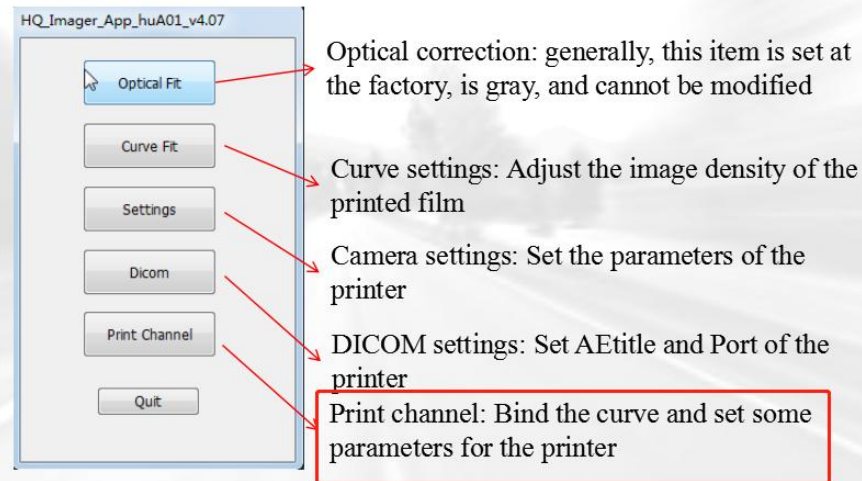 HQ_Imager_App_huA01_v4.07
Optical Fit
Curve Fit
Settings
Dicom
Print Channel
Quit
Optical correction: generally, this item is set at
the factory, is gray, and cannot be modified
Curve settings: Adjust the image density of the
printed film
Camera settings: Set the parameters of the
printer
DICOM settings: Set AEtitle and Port of the
printer
Print channel: Bind the curve and set some
parameters for the printer